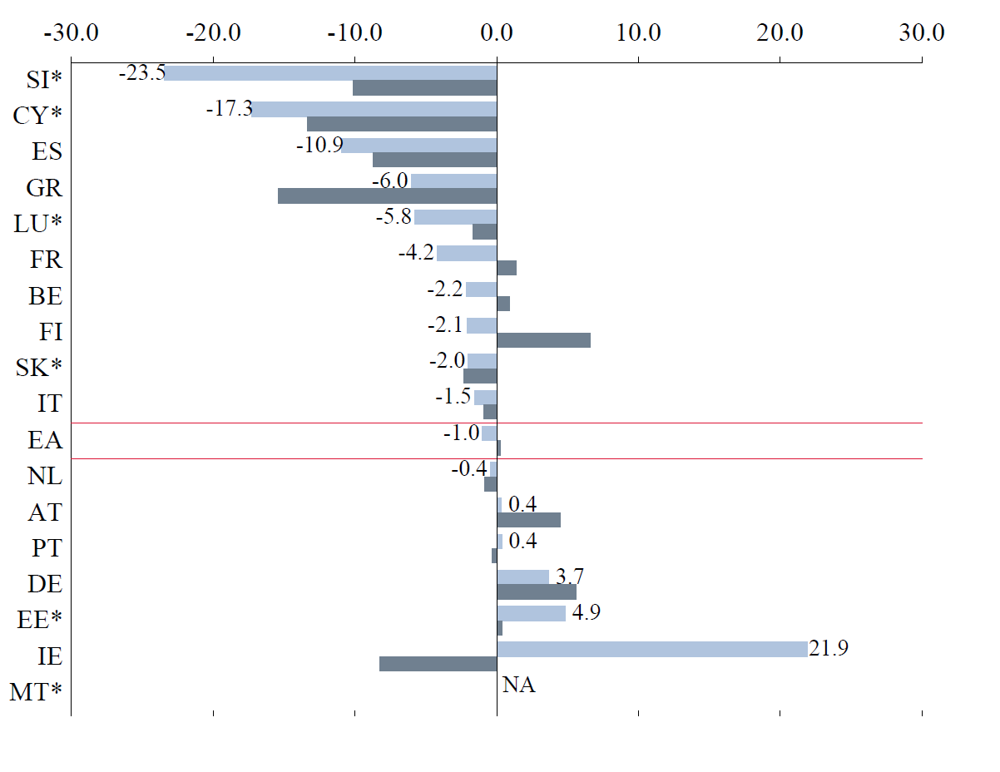 -30.0 -20.0 -10.0 0.0 10.0 20.0 30.0
SI* -23.5
CY* -17.3
ES -10.9
GR -6.0
LU* -5.8
FR -4.2
BE -2.2
FI -2.1
SK* -2.0
IT -1.5
EA -1.0
NL -0.4
AT 0.4
PT 0.4
DE 3.7
EE* 4.9
IE 21.9
MT* NA